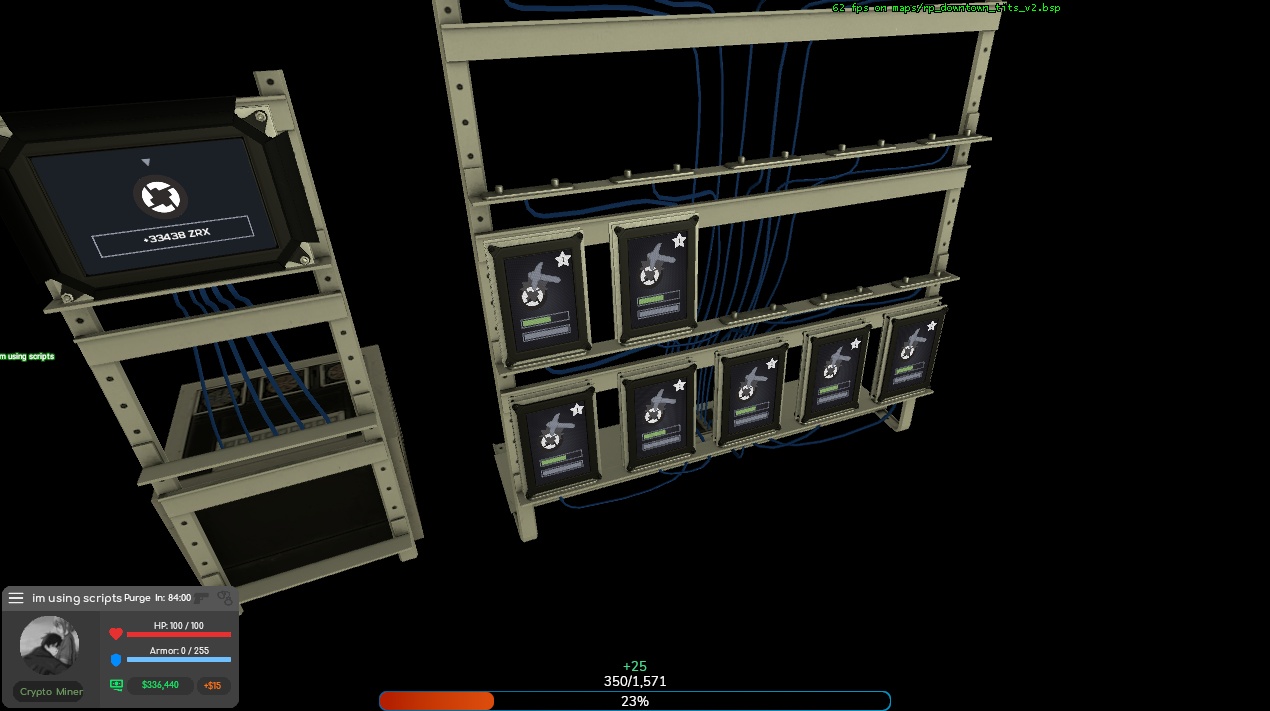 62 fps on maps/rp_downtown_tits_v2.bsp
+33438 ZRX
im using scripts
im using scripts Purge In: 84:00
HP: 100 / 100
Armor: 0 / 255
$336,440 +$15
Crypto Miner
+25
350/1,571
23%